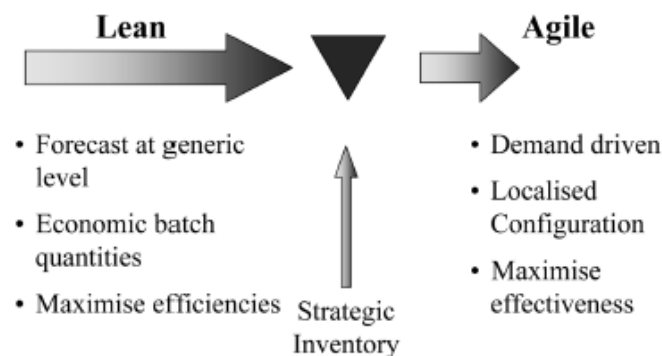 Lean
Agile
• Forecast at generic
level
• Economic batch
quantities
• Maximise efficiencies
Strategic
Inventory
• Demand driven
• Localised
Configuration
• Maximise
effectiveness